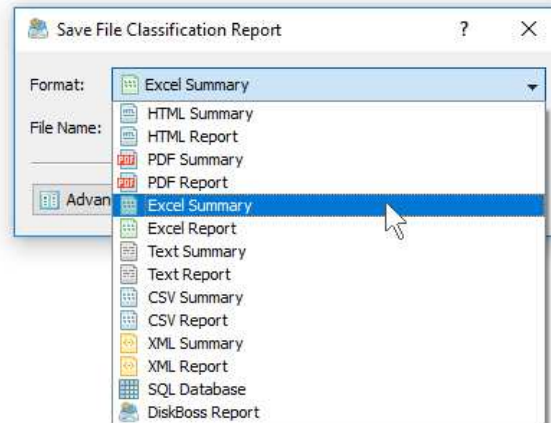 Save File Classification Report ?
Format: Excel Summary
HTML Summary
File Name: HTML Report
PDF Summary
PDF Report
Advan Excel Summary
Excel Report
Text Summary
Text Report
CSV Summary
CSV Report
XML Summary
XML Report
SQL Database
DiskBoss Report